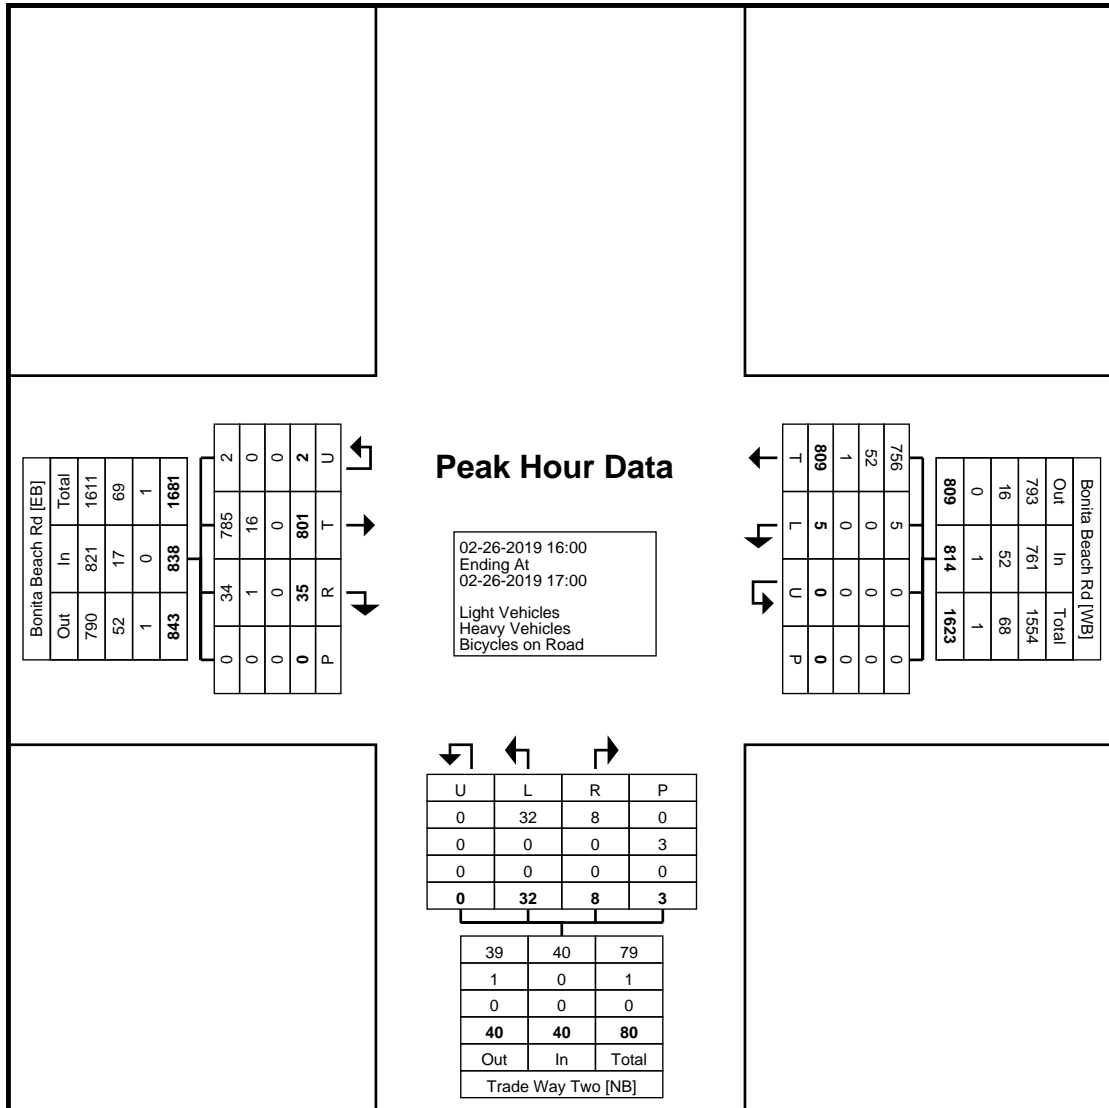 Peak Hour Data
02-26-2019 16:00
Ending At
02-26-2019 17:00
Light Vehicles
Heavy Vehicles
Bicycles on Road
Bonita Beach Rd [EB]
Out In Total
790 821 1611
52 17 69
1 0 1
843 838 1681
0 34 785 2
0 1 16 0
0 0 0 0
0 35 801 2
P R T U
Bonita Beach Rd [WB]
Out In Total
793 761 1554
16 52 68
0 1 1
809 814 1623
756 5 0 0
52 0 0 0
1 0 0 0
809 5 0 0
T L U P
U L R P
0 32 8 0
0 0 0 3
0 0 0 0
0 32 8 3
39 40 79
1 0 1
0 0 0
40 40 80
Out In Total
Trade Way Two [NB]